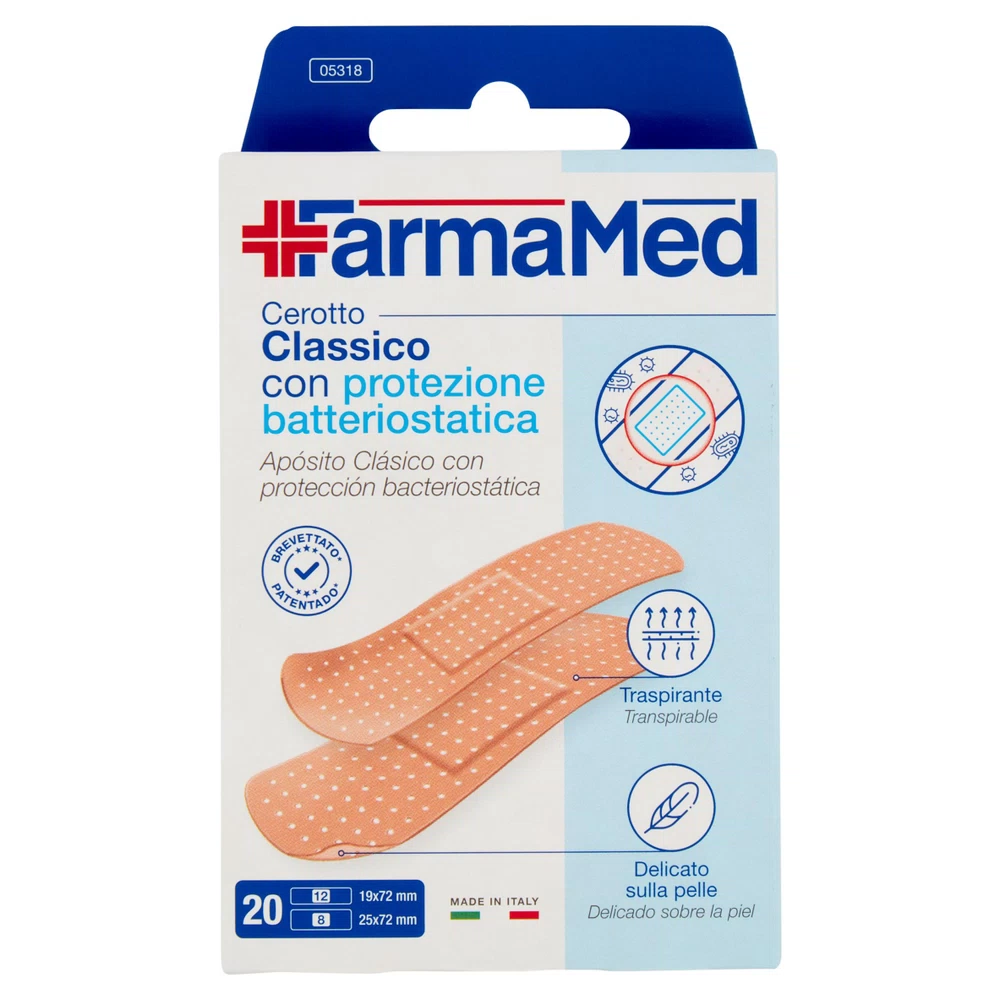 05318
FarmaMed
Cerotto
Classico
con protezione
batteriostatica
Apósito Clásico con
protección bacteriostática
BREVETTATO*
PATENTADO*
Traspirante
Transpirable
Delicato
sulla pelle
Delicado sobre la piel
20
12 19x72 mm
8 25x72 mm
MADE IN ITALY